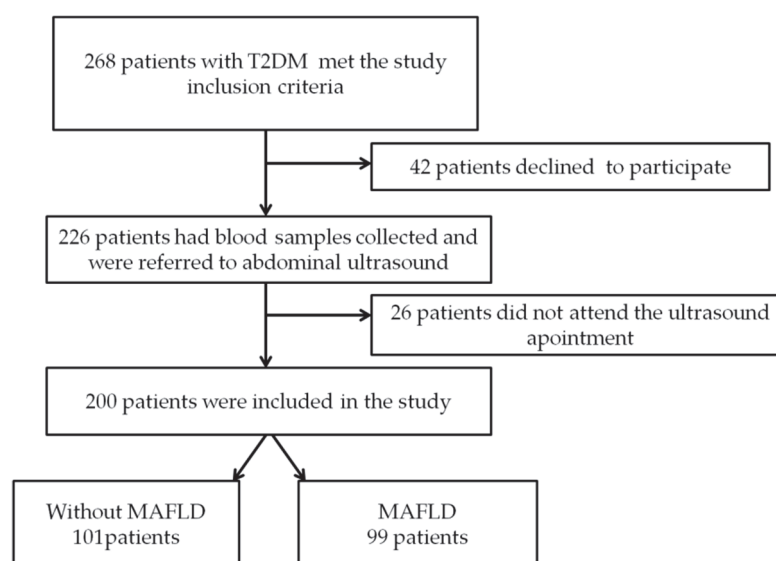 268 patients with T2DM met the study
inclusion criteria
42 patients declined to participate
226 patients had blood samples collected and
were referred to abdominal ultrasound
26 patients did not attend the ultrasound
apointment
200 patients were included in the study
Without MAFLD
101patients
MAFLD
99 patients